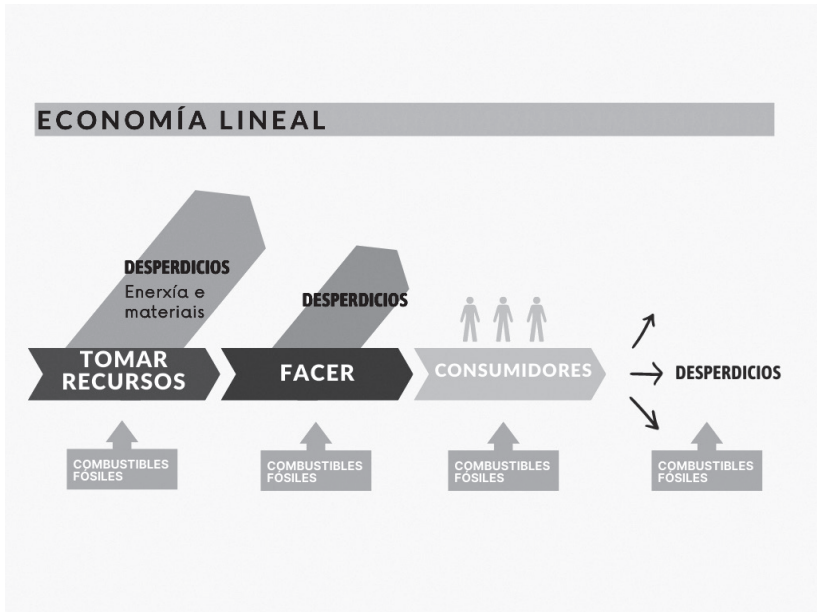 ECONOMÍA LINEAL
DESPERDICIOS
Enerxía e
materiais
DESPERDICIOS
TOMAR
RECURSOS
FACER
CONSUMIDORES
DESPERDICIOS
COMBUSTIBLES
FÓSILES
COMBUSTIBLES
FÓSILES
COMBUSTIBLES
FÓSILES
COMBUSTIBLES
FÓSILES